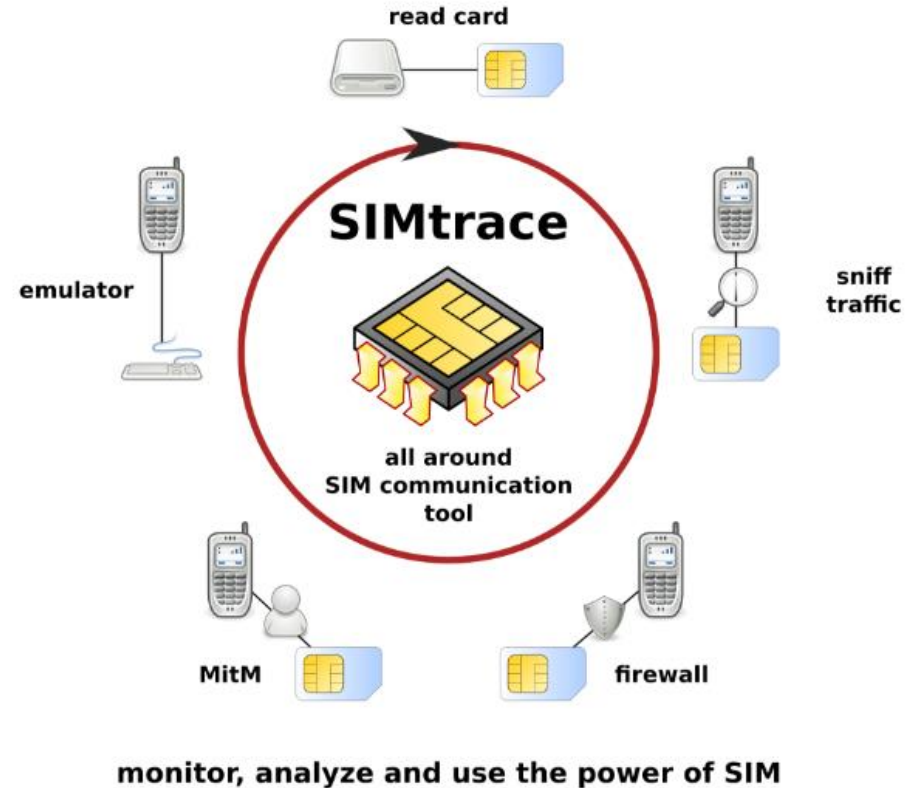 read card
SIMtrace
emulator
sniff
traffic
all around
SIM communication
tool
MitM
firewall
monitor, analyze and use the power of SIM